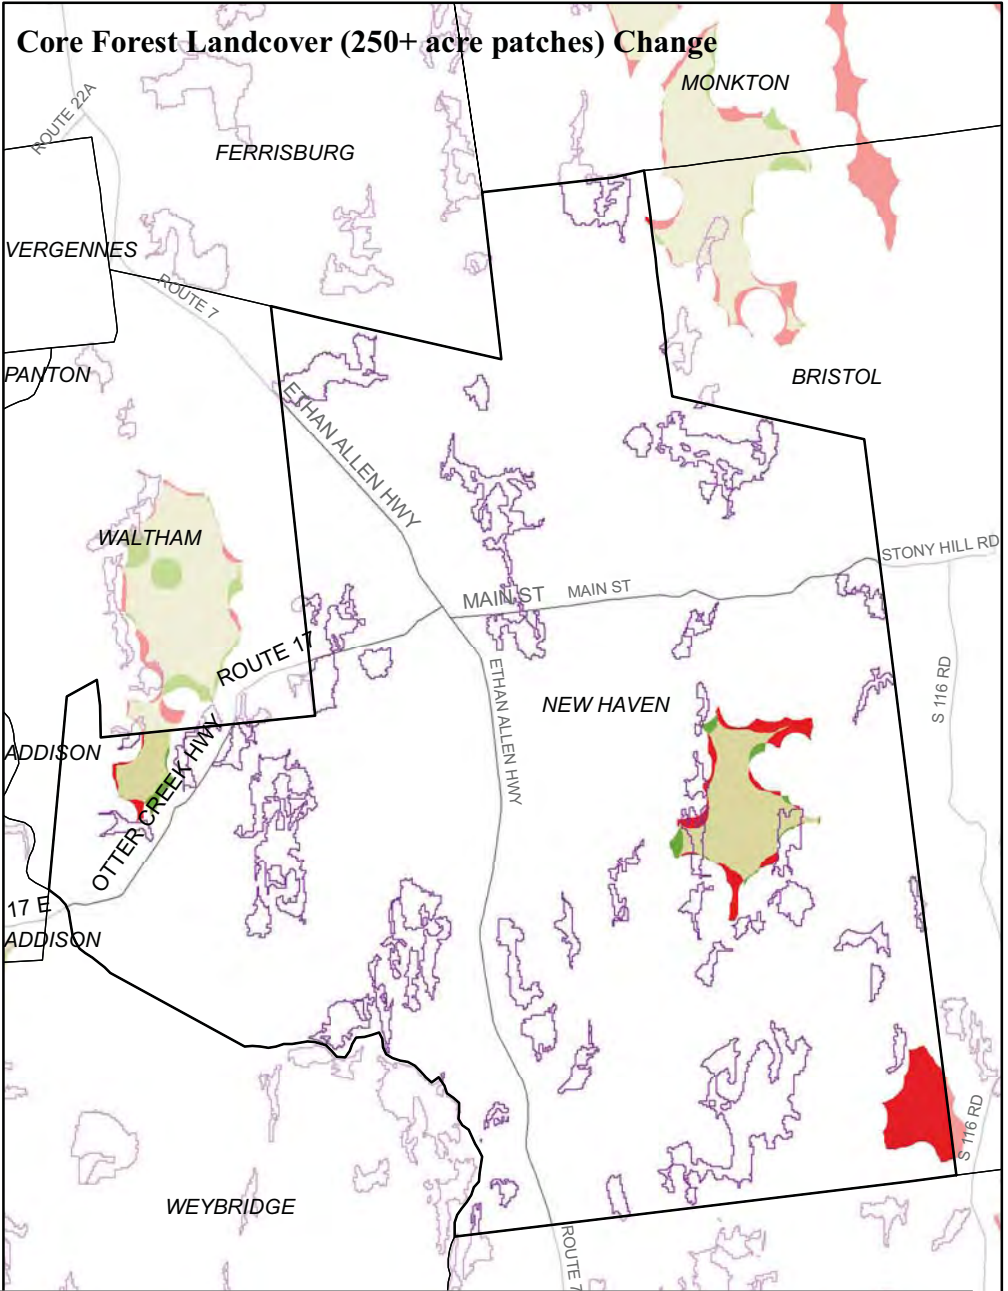 Core Forest Landcover (250+ acre patches) Change
MONKTON
ROUTE 22A
FERRISBURG
VERGENNES
ROUTE 7
PANTON
BRISTOL
ETHAN ALLEN HWY
WALTHAM
STONY HILL RD
MAIN ST
MAIN ST
ROUTE 17
S 116 RD
NEW HAVEN
ETHAN ALLEN HWY
ADDISON
OTTER CREEK HWY
17 E
ADDISON
S 116 RD
WEYBRIDGE
ROUTE 7